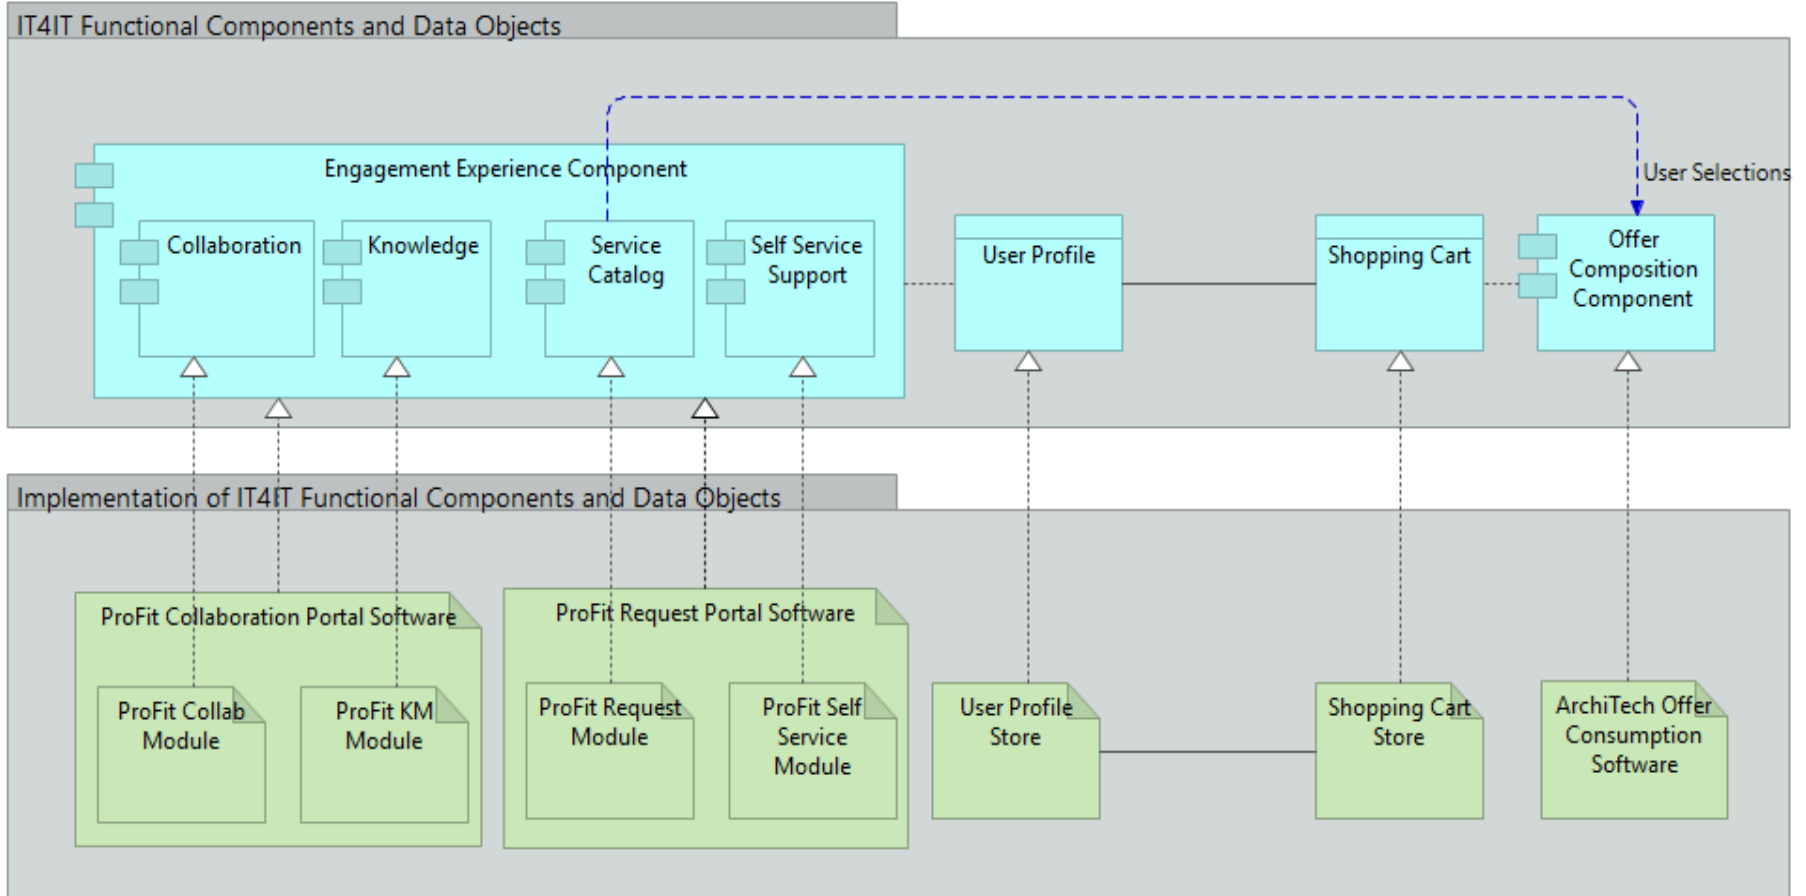 IT4IT Functional Components and Data Objects
Engagement Experience Component
User Selections
Collaboration
Knowledge
Service
Catalog
Self Service
Support
User Profile
Shopping Cart
Offer
Composition
Component
Implementation of IT4IT Functional Components and Data Objects
ProFit Collaboration Portal Software
ProFit Request Portal Software
ProFit Collab
Module
ProFit KM
Module
ProFit Request
Module
ProFit Self
Service
Module
User Profile
Store
Shopping Cart
Store
ArchiTech Offer
Consumption
Software